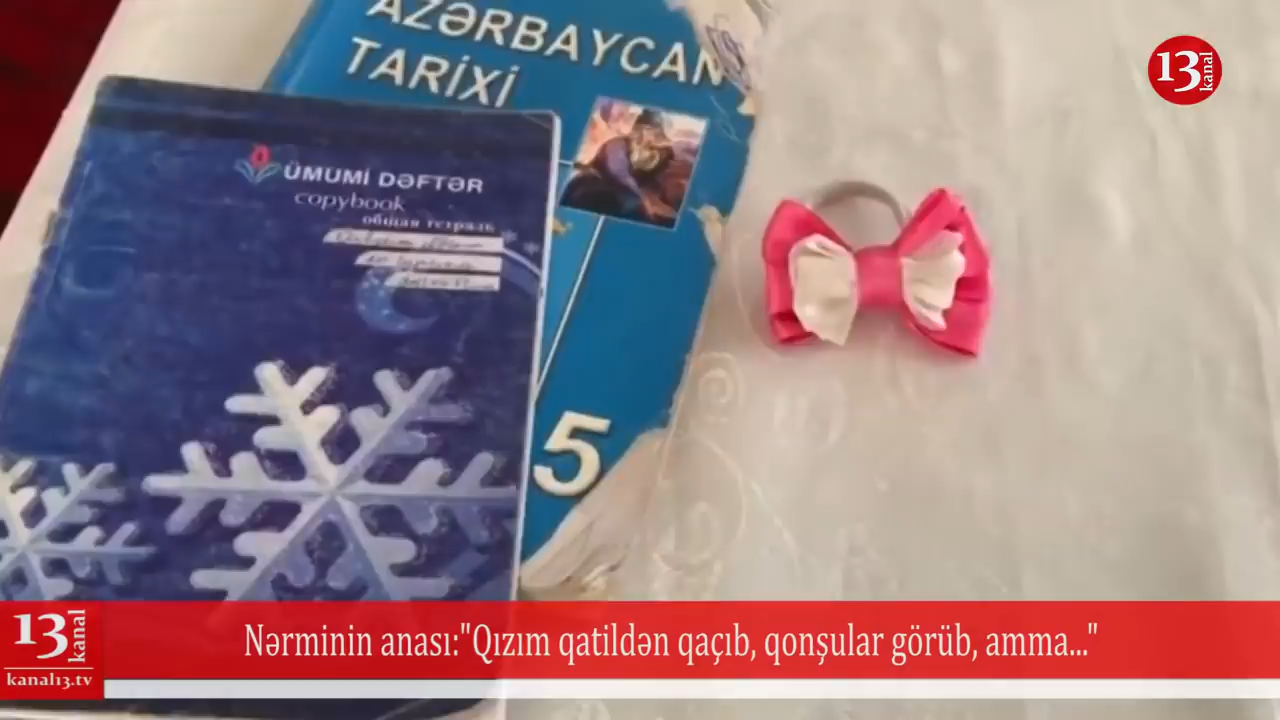 AZƏRBAYCAN
TARİXİ
13 kanal
ÜMUMİ DƏFTƏR
copybook
общая тетрадь
5
13 kanal
kanal13.tv
Nərminin anası:"Qızım qatildən qaçıb, qonşular görüb, amma..."